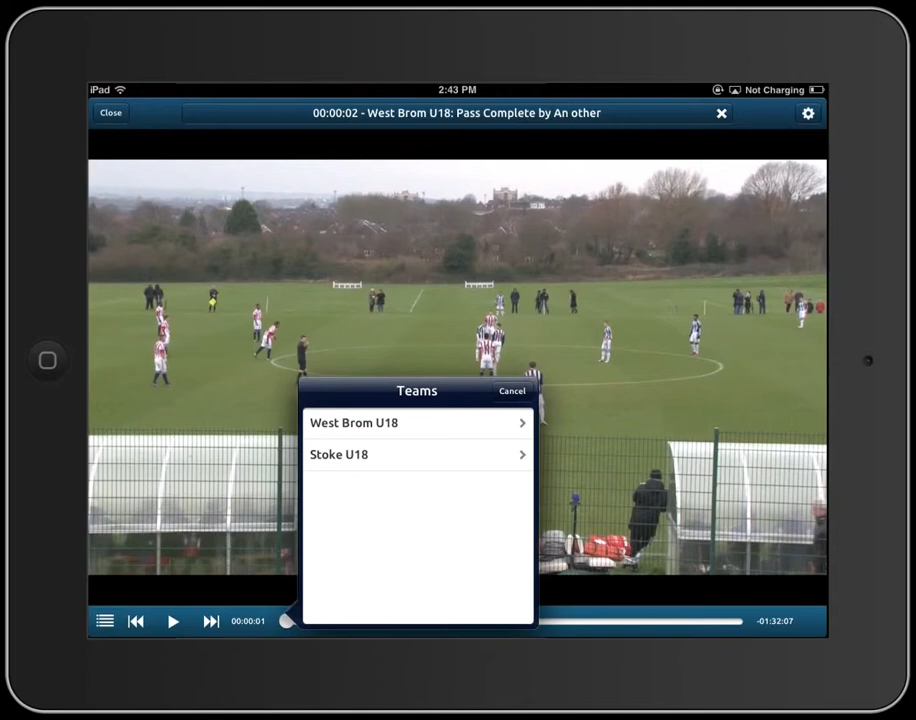 iPad 2:43 PM Not Charging
Close 00:00:02 - West Brom U18: Pass Complete by An other
Teams Cancel
West Brom U18
Stoke U18
00:00:01 -01:32:07